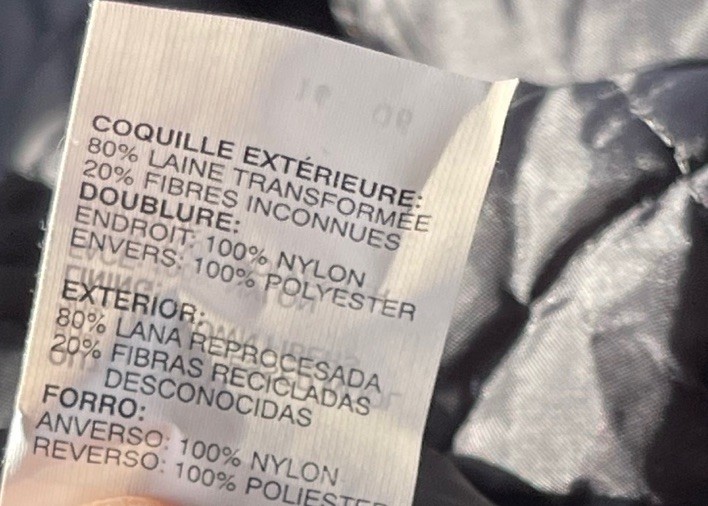 COQUILLE EXTÉRIEURE:
80% LAINE TRANSFORMÉE
20% FIBRES INCONNUES
DOUBLURE:
ENDROIT: 100% NYLON
ENVERS: 100% POLYESTER
EXTERIOR:
80% LANA REPROCESADA
20% FIBRAS RECICLADAS
DESCONOCIDAS
FORRO:
ANVERSO: 100% NYLON
REVERSO: 100% POLIESTE